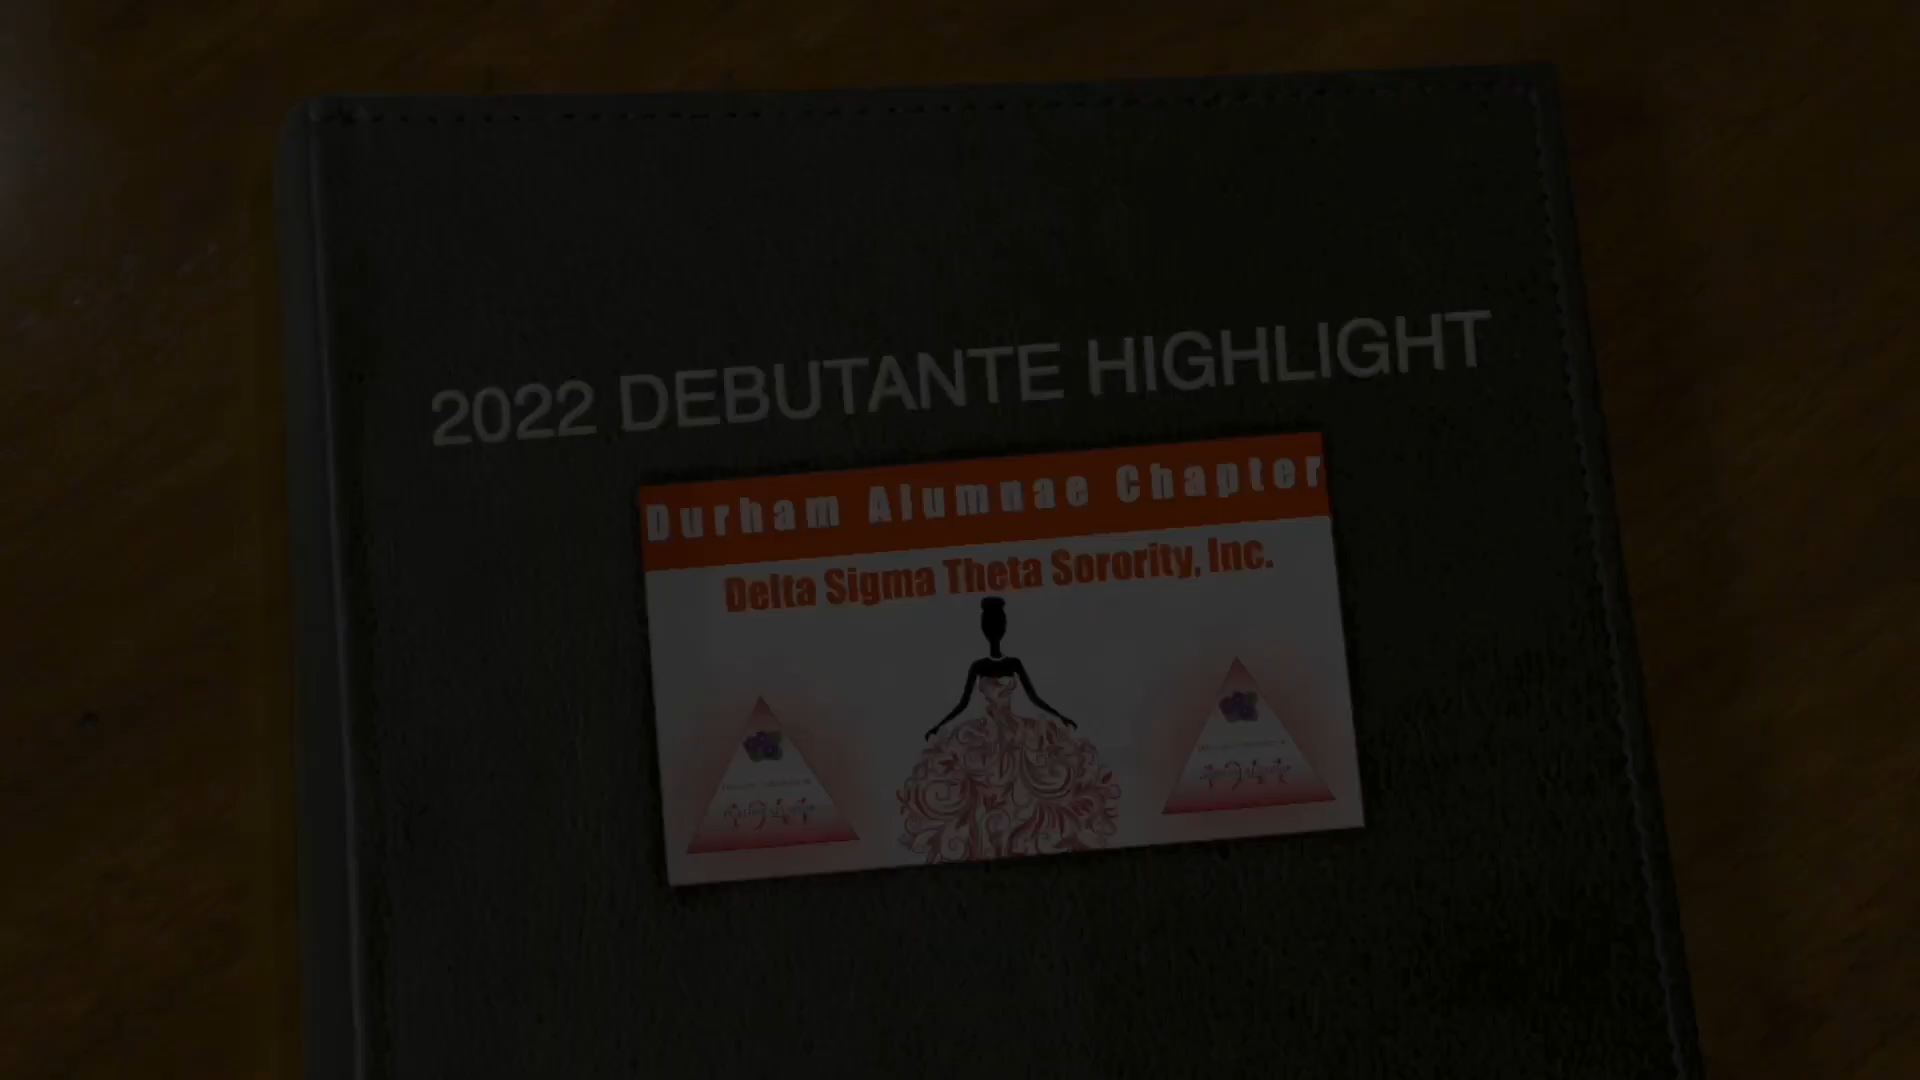 2022 DEBUTANTE HIGHLIGHT
Durham Alumnae Chapter
Delta Sigma Theta Sorority, Inc.